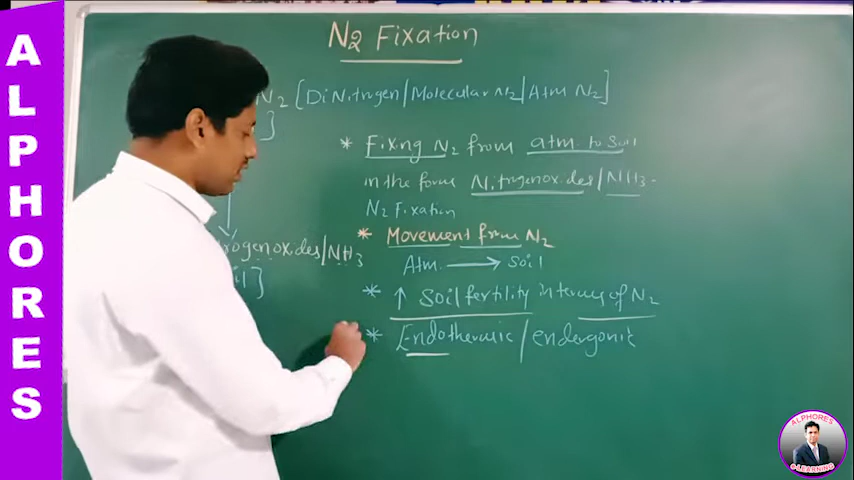 ALPHORES
N2 Fixation
N2 [DiNitrogen/Molecular N2/Atm N2]
]
* Fixing N2 from atm. to Soil
in the form Nitrogenoxides/NH3.
N2 Fixation
* Movement from N2
Atm. → Soil
rogenoxides/NH3
il]
* ↑ Soil fertility in terms of N2
* Endothermic/endergonic
ALPHORES
e-LEARNING